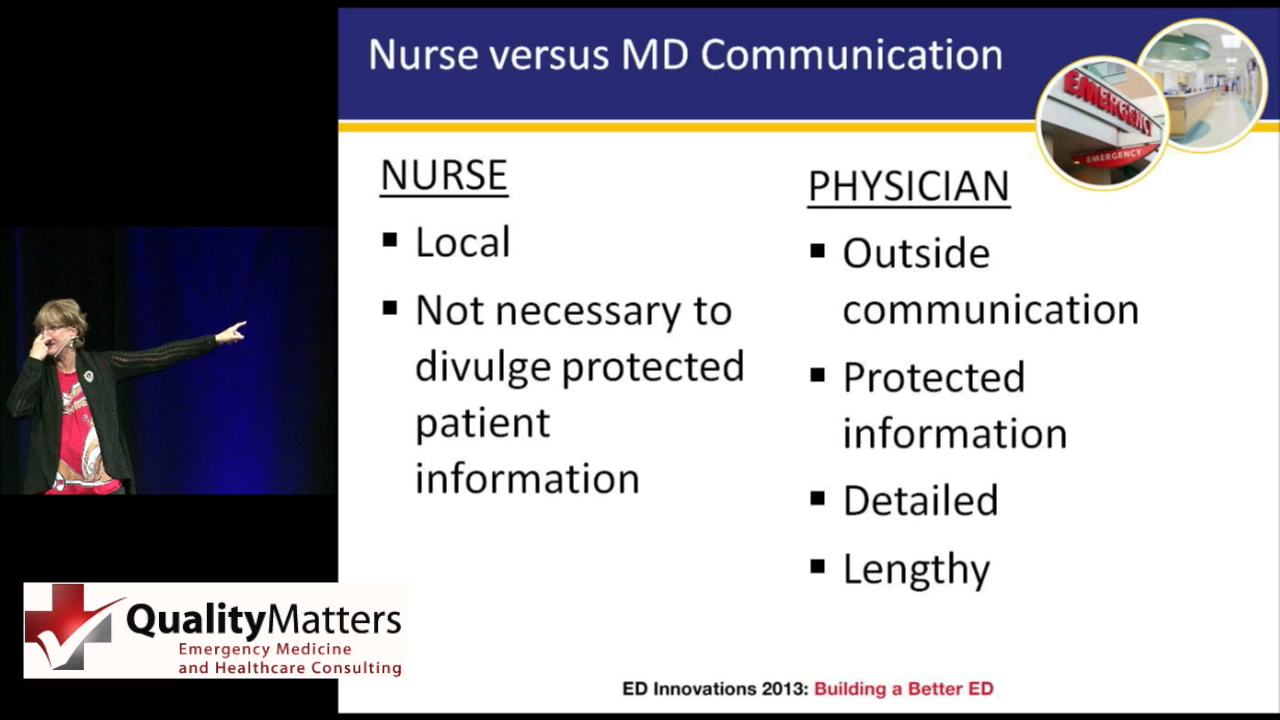 Nurse versus MD Communication
EMERGENCY
EMERGENCY
NURSE
Local
Not necessary to
divulge protected
patient
information
PHYSICIAN
Outside
communication
Protected
information
Detailed
Lengthy
QualityMatters
Emergency Medicine
and Healthcare Consulting
ED Innovations 2013: Building a Better ED